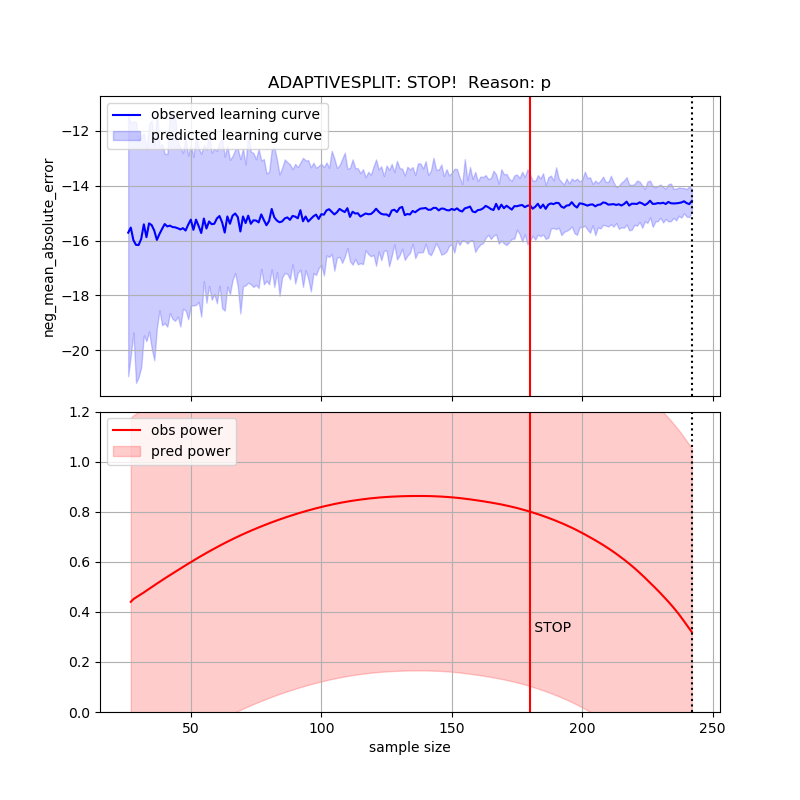 ADAPTIVESPLIT: STOP!  Reason: p
observed learning curve
predicted learning curve
neg_mean_absolute_error
−12
−14
−16
−18
−20
obs power
pred power
1.2
1.0
0.8
0.6
0.4
0.2
0.0
STOP
50
100
150
200
250
sample size